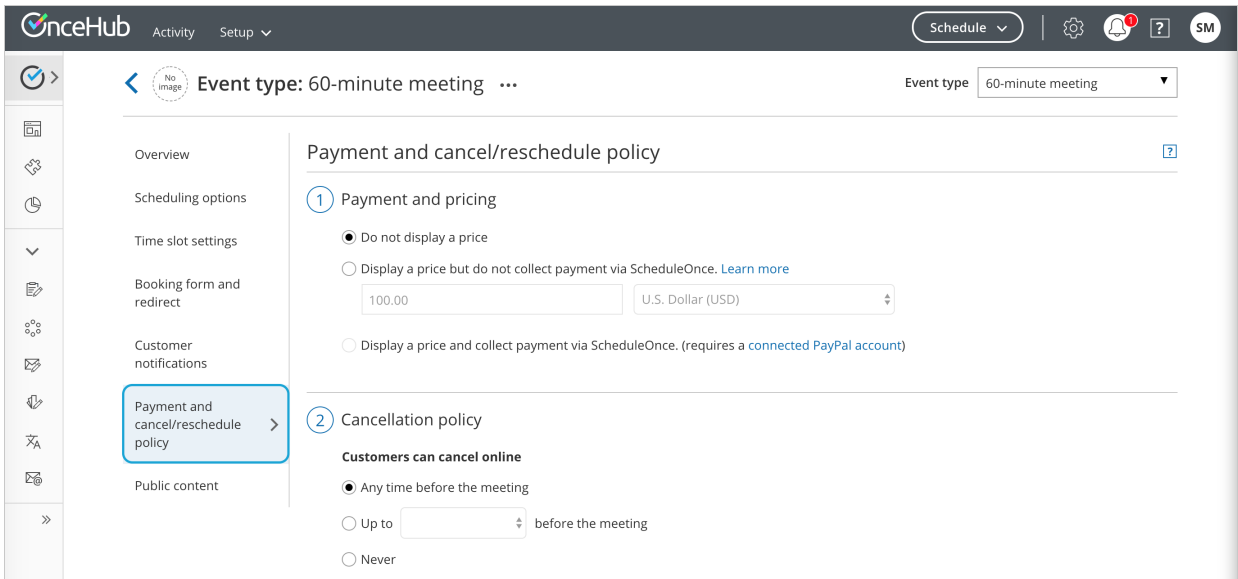 OnceHub
Activity
Setup
Schedule
1
?
SM
No
image
Event type: 60-minute meeting
Event type
60-minute meeting
Overview
Scheduling options
Time slot settings
Booking form and
redirect
Customer
notifications
Payment and
cancel/reschedule
policy
Public content
Payment and cancel/reschedule policy
?
1 Payment and pricing
Do not display a price
Display a price but do not collect payment via ScheduleOnce. Learn more
100.00
U.S. Dollar (USD)
Display a price and collect payment via ScheduleOnce. (requires a connected PayPal account)
2 Cancellation policy
Customers can cancel online
Any time before the meeting
Up to before the meeting
Never